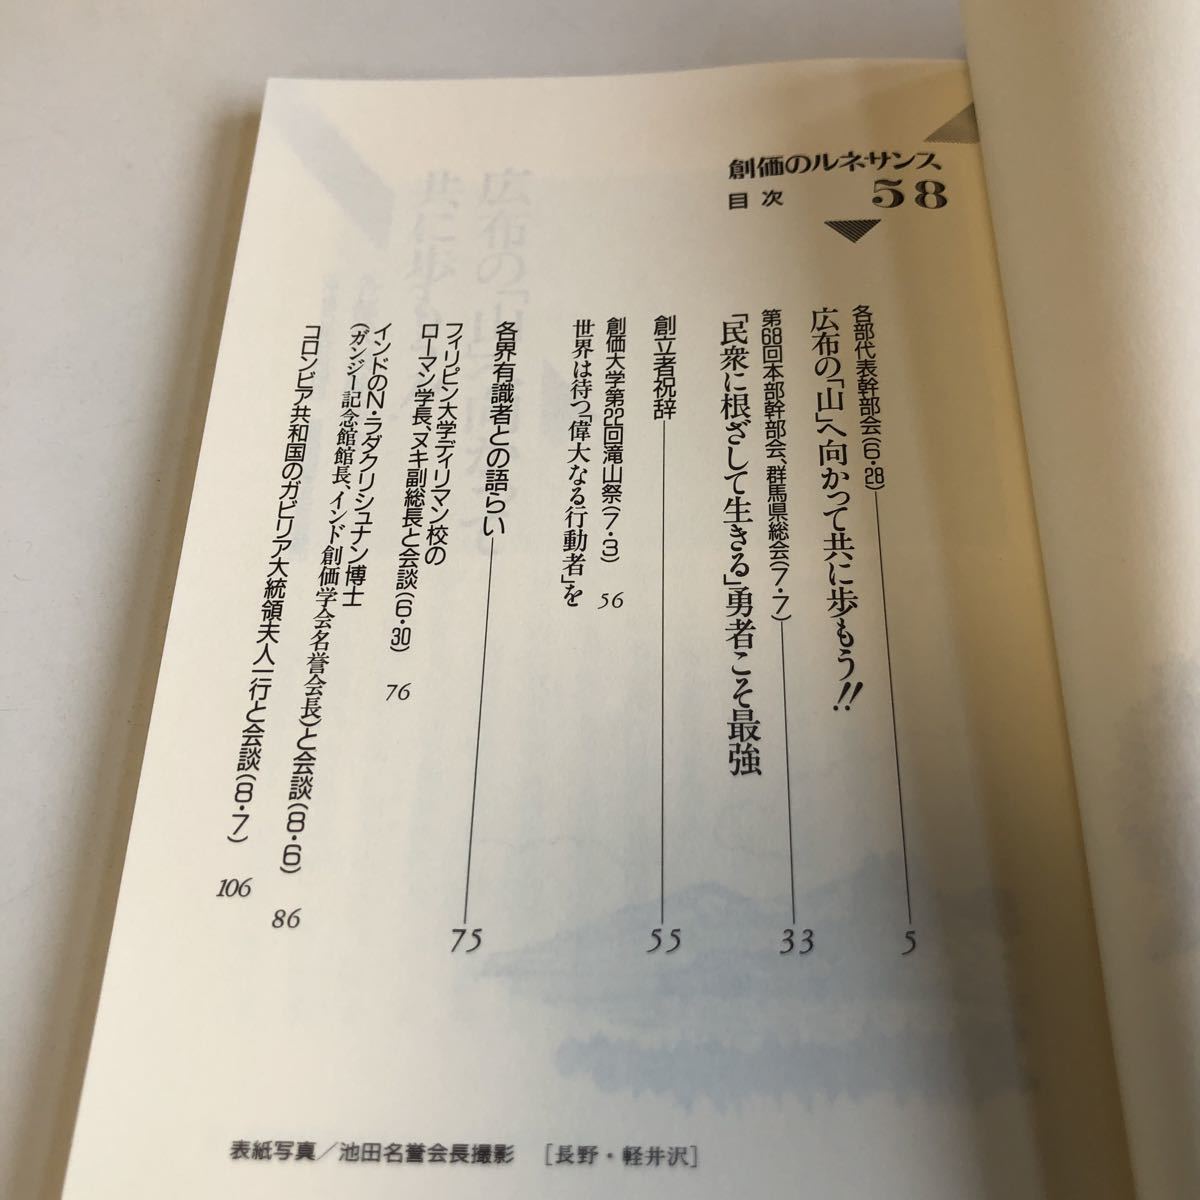 創価のルネサンス
58
目次
各部代表幹部会(6・28)
5
広布の「山」へ向かって共に歩もう!!
第68回本部幹部会、群馬県総会(7・7)
33
「民衆に根ざして生きる」勇者こそ最強
創立者祝辞
55
創価大学第22回滝山祭(7・3)
56
世界は待つ「偉大なる行動者」を
各界有識者との語らい
75
フィリピン大学ディリマン校の
ローマン学長、ヌキ副総長と会談(6・30)
76
インドのN・ラダクリシュナン博士
(ガンジー記念館館長、インド創価学会名誉会長)と会談(8・6)
86
コロンビア共和国のガビリア大統領夫人一行と会談(8・7)
106
表紙写真/池田名誉会長撮影 [長野・軽井沢]